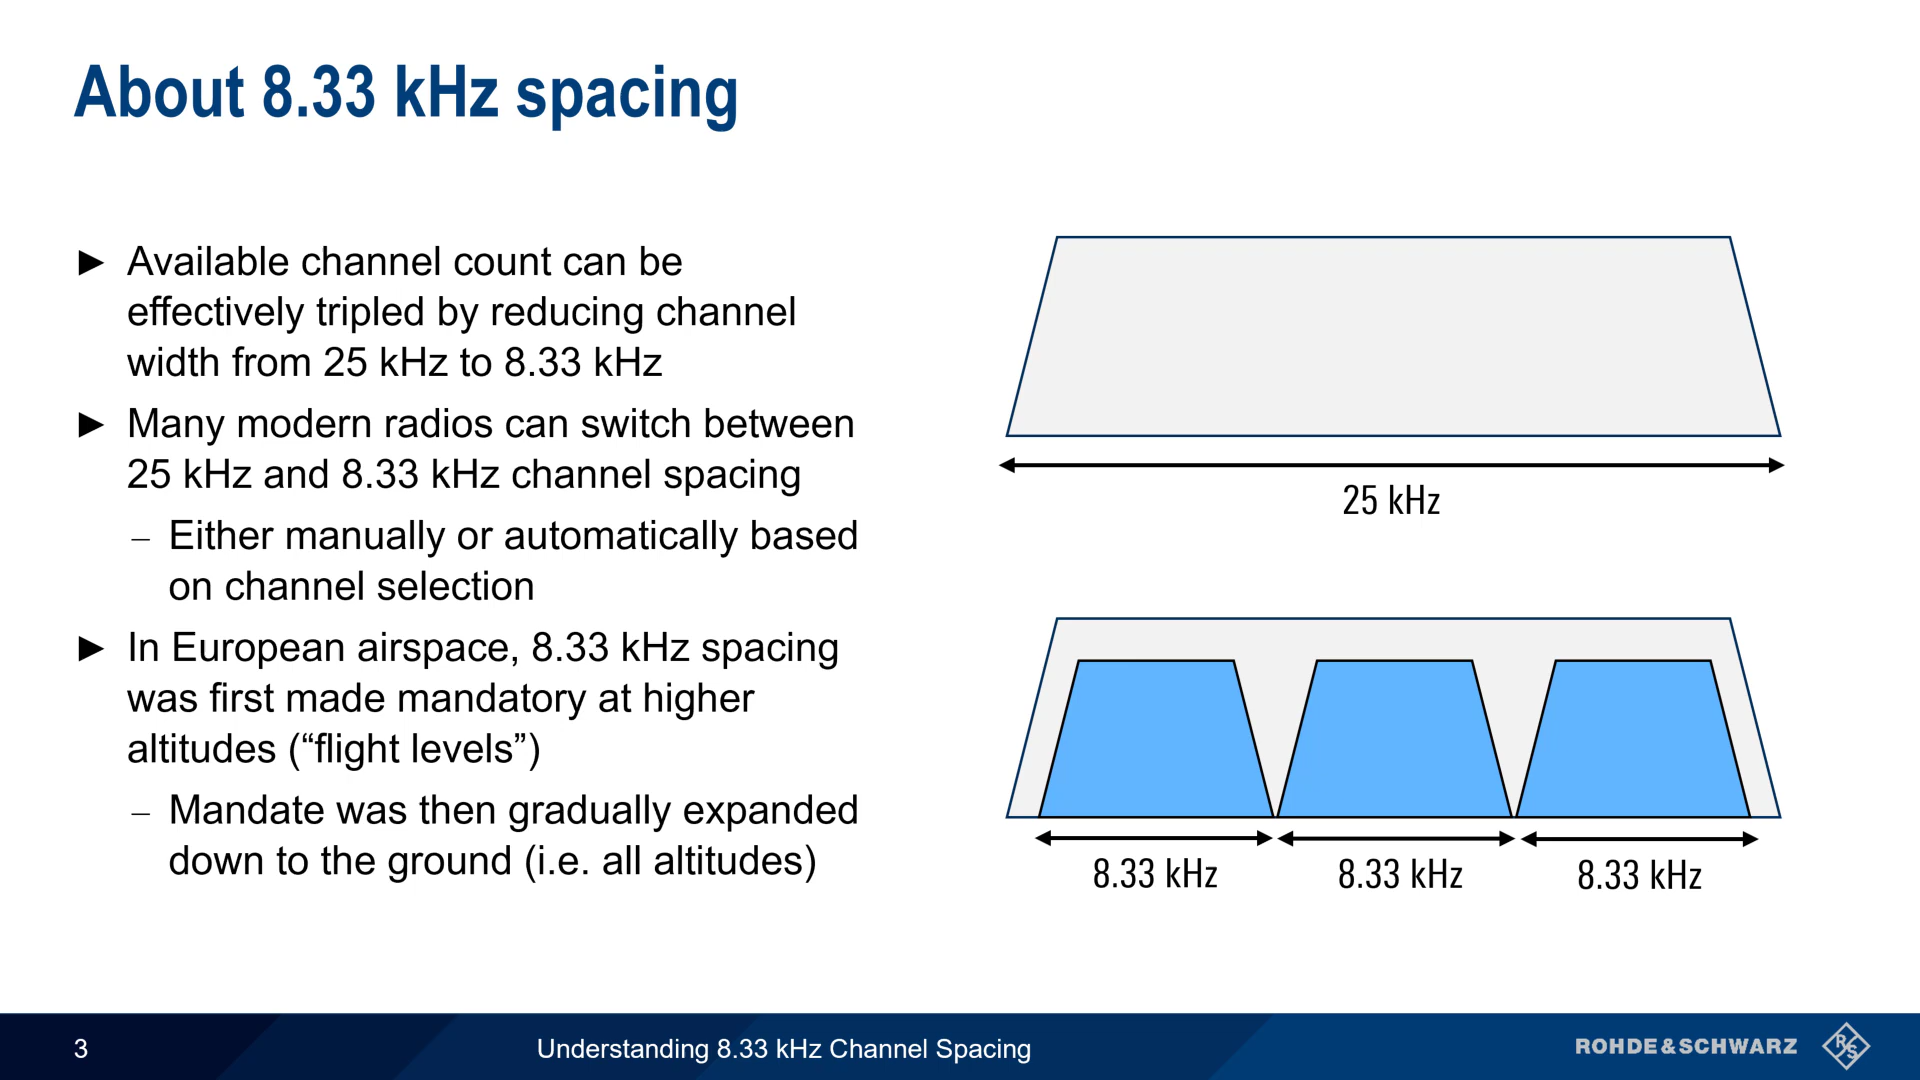 About 8.33 kHz spacing
► Available channel count can be
effectively tripled by reducing channel
width from 25 kHz to 8.33 kHz
► Many modern radios can switch between
25 kHz and 8.33 kHz channel spacing
– Either manually or automatically based
on channel selection
► In European airspace, 8.33 kHz spacing
was first made mandatory at higher
altitudes (“flight levels”)
– Mandate was then gradually expanded
down to the ground (i.e. all altitudes)
25 kHz
8.33 kHz
8.33 kHz
8.33 kHz
3
Understanding 8.33 kHz Channel Spacing
ROHDE&SCHWARZ
R&S